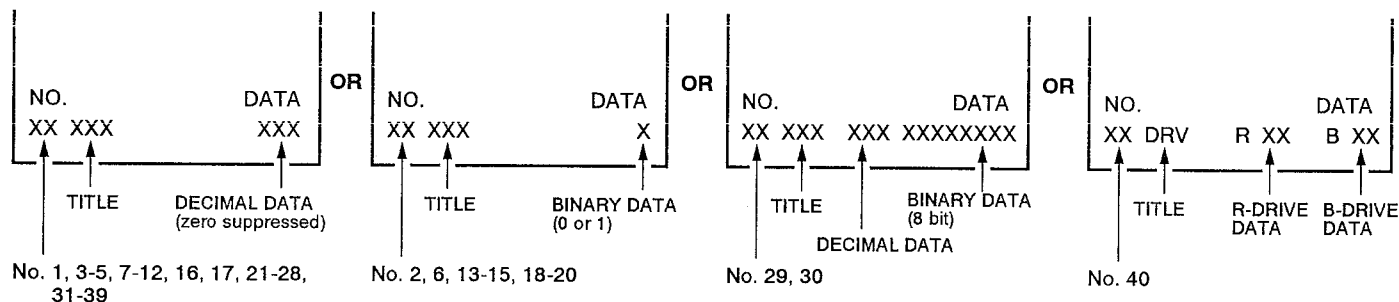 NO. DATA
XX XXX XXX
TITLE
DECIMAL DATA
(zero suppressed)
No. 1, 3-5, 7-12, 16, 17, 21-28,
31-39
OR
NO. DATA
XX XXX X
TITLE
BINARY DATA
(0 or 1)
No. 2, 6, 13-15, 18-20
OR
NO. DATA
XX XXX XXX XXXXXXXX
TITLE
BINARY DATA
(8 bit)
DECIMAL DATA
No. 29, 30
OR
NO. DATA
XX DRV R XX B XX
TITLE
R-DRIVE
DATA
B-DRIVE
DATA
No. 40